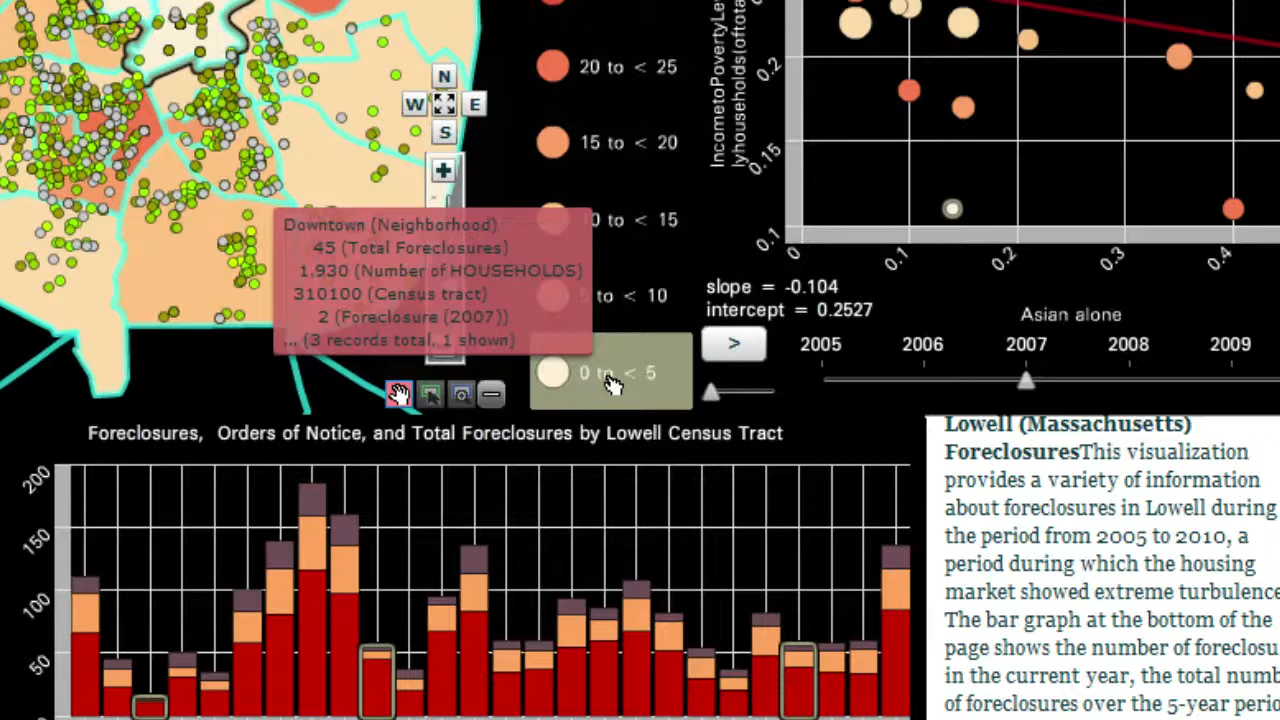 20 to < 25
15 to < 20
10 to < 15
5 to < 10
0 to < 5
N
W
E
S
Downtown (Neighborhood)
45 (Total Foreclosures)
1,930 (Number of HOUSEHOLDS)
310100 (Census tract)
2 (Foreclosure (2007))
... (3 records total, 1 shown)
IncometoPovertyLe
lyhouseholds(oftota
0.2
0.15
0.1
0
0.1
0.2
0.3
0.4
slope = -0.104
intercept = 0.2527
Asian alone
>
2005
2006
2007
2008
2009
Foreclosures, Orders of Notice, and Total Foreclosures by Lowell Census Tract
200
150
100
50
Lowell (Massachusetts)
ForeclosuresThis visualization
provides a variety of information
about foreclosures in Lowell during
the period from 2005 to 2010, a
period during which the housing
market showed extreme turbulence
The bar graph at the bottom of the
page shows the number of foreclosu
in the current year, the total numb
of foreclosures over the 5-year perio